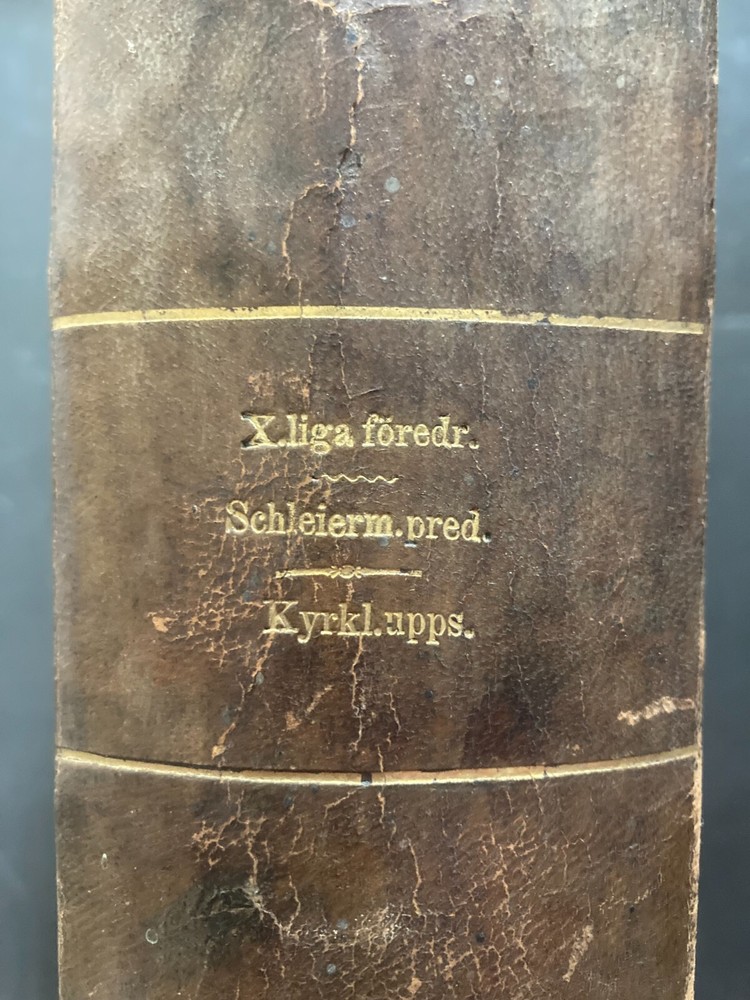 X.liga föredr.
Schleierm.pred.
Kyrkl.upps.